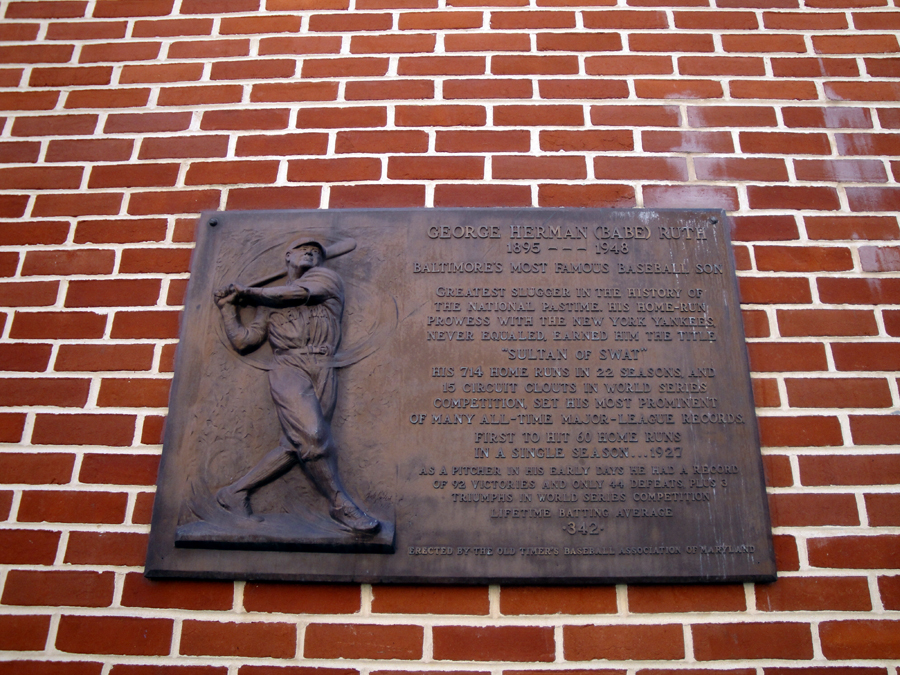 GEORGE HERMAN (BABE) RUTH
1895 --- 1948
BALTIMORE'S MOST FAMOUS BASEBALL SON
GREATEST SLUGGER IN THE HISTORY OF
THE NATIONAL PASTIME. HIS HOME-RUN
PROWESS WITH THE NEW YORK YANKEES,
NEVER EQUALED, EARNED HIM THE TITLE
"SULTAN OF SWAT"
HIS 714 HOME RUNS IN 22 SEASONS, AND
15 CIRCUIT CLOUTS IN WORLD SERIES
COMPETITION, SET HIS MOST PROMINENT
OF MANY ALL-TIME MAJOR-LEAGUE RECORDS.
FIRST TO HIT 60 HOME RUNS
IN A SINGLE SEASON...1927
AS A PITCHER IN HIS EARLY DAYS HE HAD A RECORD
OF 92 VICTORIES AND ONLY 44 DEFEATS, PLUS 3
TRIUMPHS IN WORLD SERIES COMPETITION
LIFETIME BATTING AVERAGE
·342·
ERECTED BY THE OLD TIMER'S BASEBALL ASSOCIATION OF MARYLAND